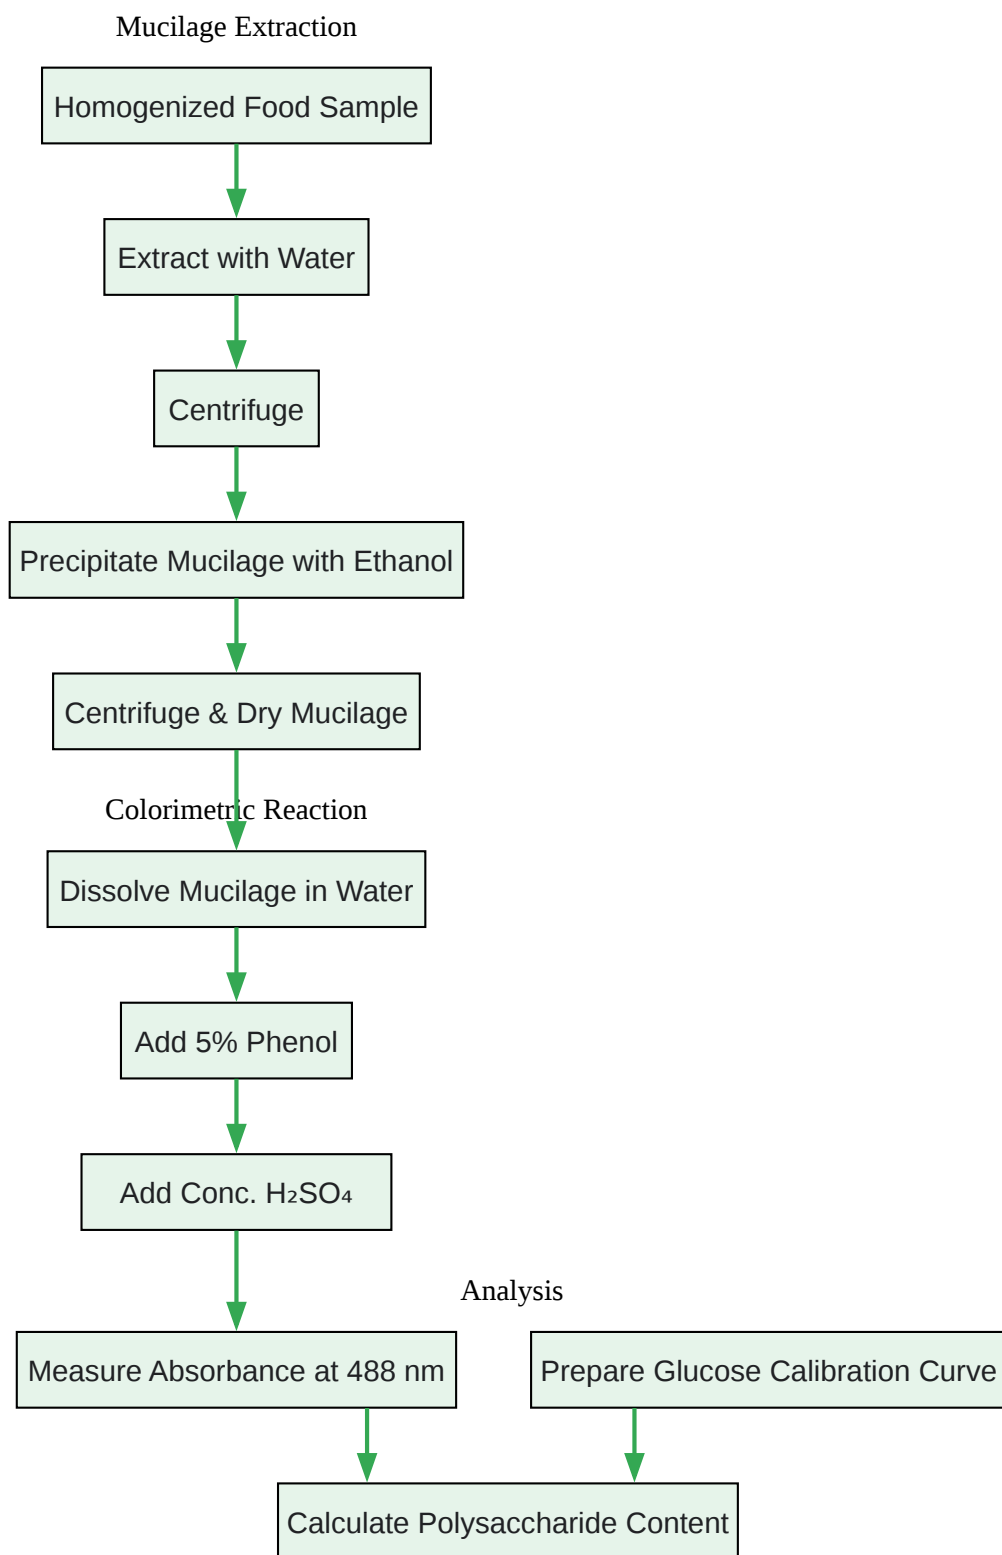 Mucilage Extraction
Homogenized Food Sample
Extract with Water
Centrifuge
Precipitate Mucilage with Ethanol
Centrifuge & Dry Mucilage
Colorimetric Reaction
Dissolve Mucilage in Water
Add 5% Phenol
Add Conc. H₂SO₄
Analysis
Measure Absorbance at 488 nm
Prepare Glucose Calibration Curve
Calculate Polysaccharide Content